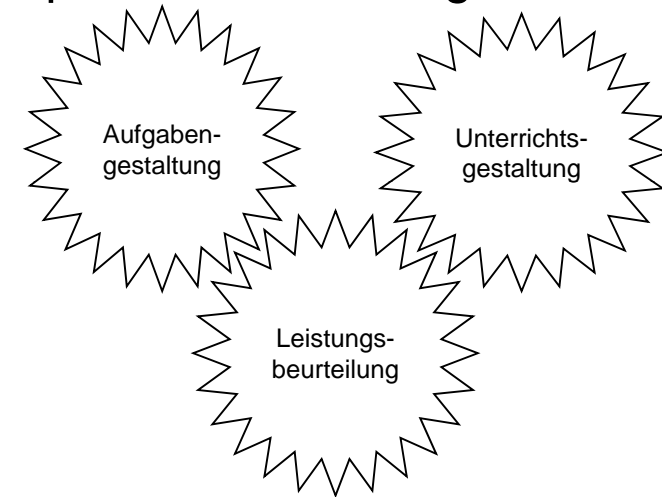 Aufgaben-
gestaltung
Unterrichts-
gestaltung
Leistungs-
beurteilung